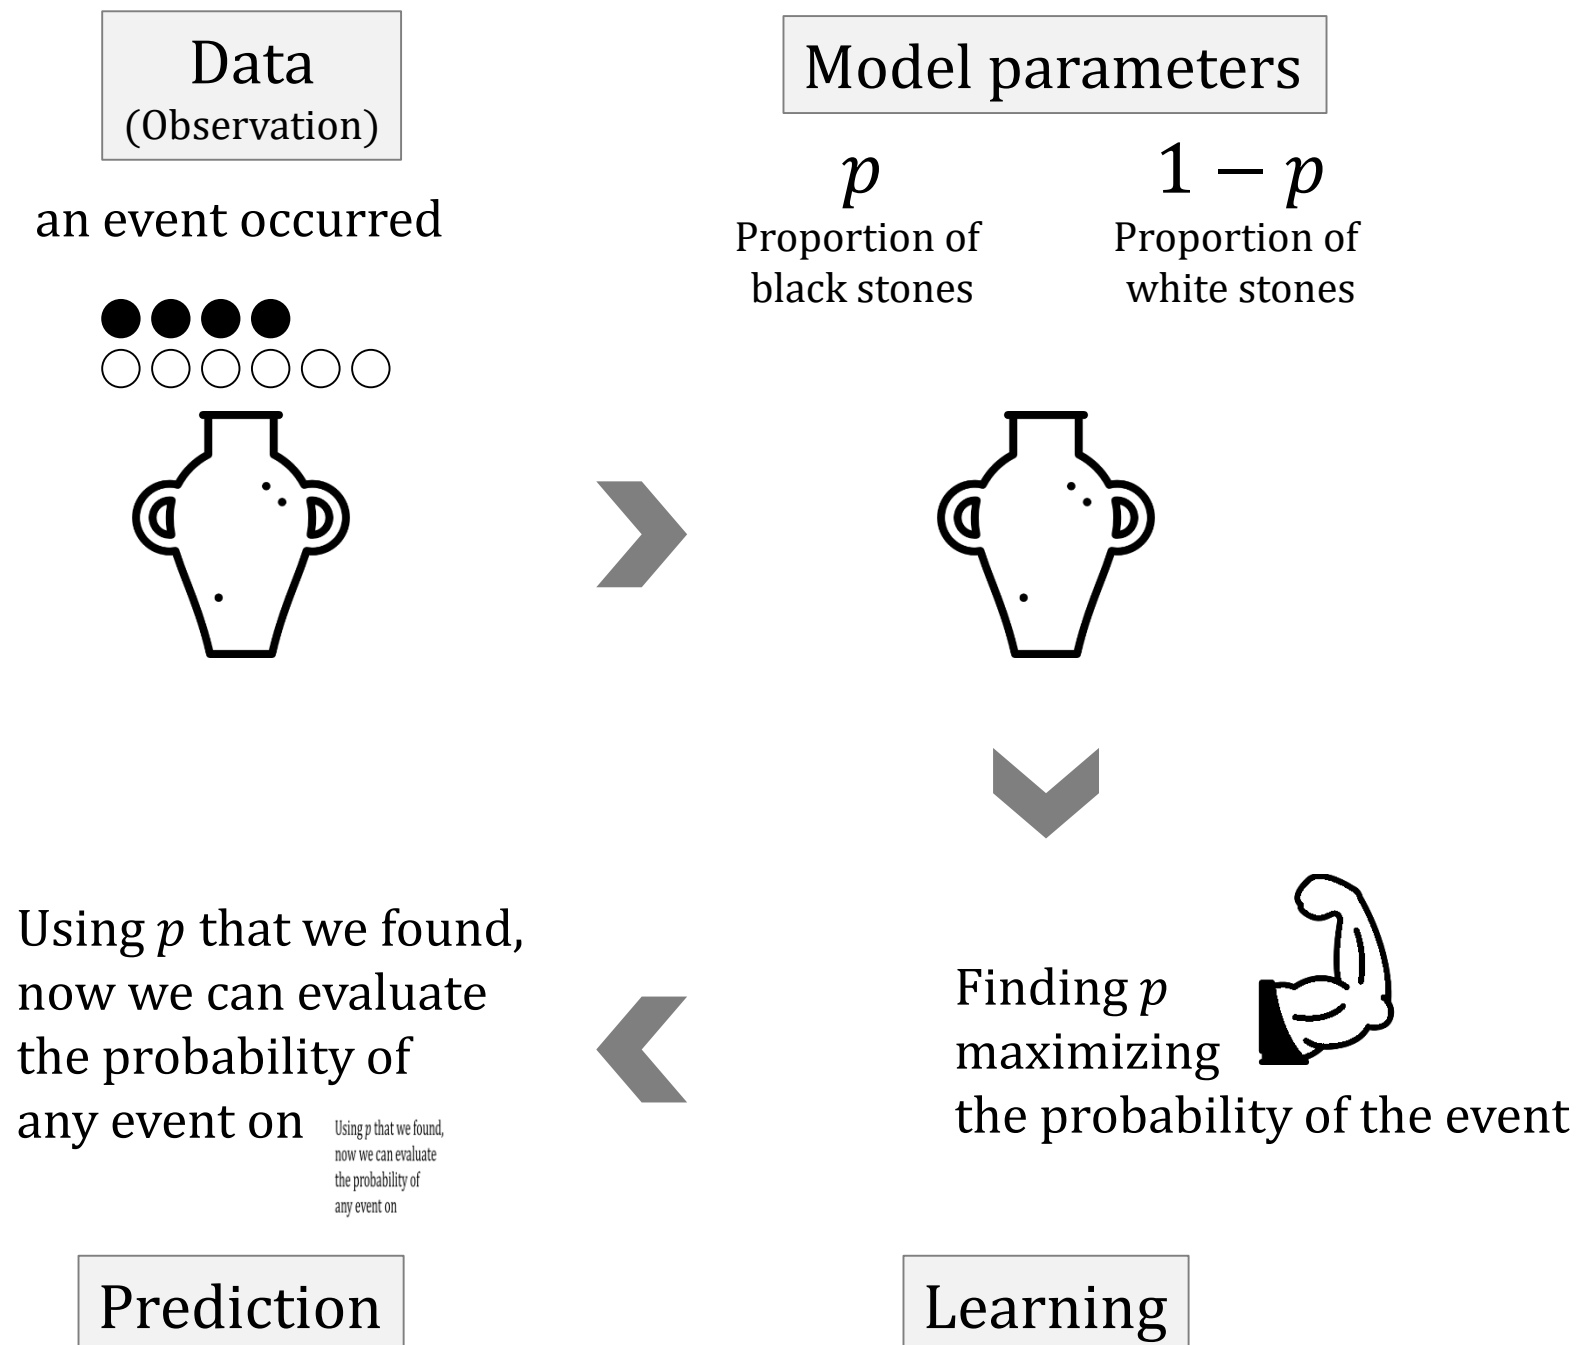 Data
(Observation)
an event occurred
Model parameters
p
1 − p
Proportion of
black stones
Proportion of
white stones
Finding p
maximizing
the probability of the event
Learning
Using p that we found,
now we can evaluate
the probability of
any event on
Using p that we found,
now we can evaluate
the probability of
any event on
Prediction